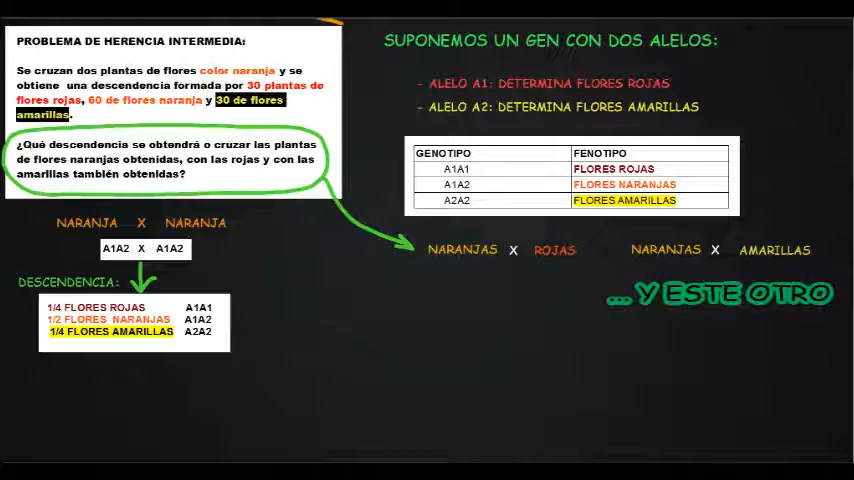 PROBLEMA DE HERENCIA INTERMEDIA:
Se cruzan dos plantas de flores color naranja y se
obtiene una descendencia formada por 30 plantas de
flores rojas, 60 de flores naranja y 30 de flores
amarillas.
¿Qué descendencia se obtendrá o cruzar las plantas
de flores naranjas obtenidas, con las rojas y con las
amarillas también obtenidas?
NARANJA X NARANJA
A1A2 X A1A2
DESCENDENCIA:
1/4 FLORES ROJAS A1A1
1/2 FLORES NARANJAS A1A2
1/4 FLORES AMARILLAS A2A2
SUPONEMOS UN GEN CON DOS ALELOS:
- ALELO A1: DETERMINA FLORES ROJAS
- ALELO A2: DETERMINA FLORES AMARILLAS
GENOTIPO FENOTIPO
A1A1 FLORES ROJAS
A1A2 FLORES NARANJAS
A2A2 FLORES AMARILLAS
NARANJAS X ROJAS NARANJAS X AMARILLAS
... Y ESTE OTRO